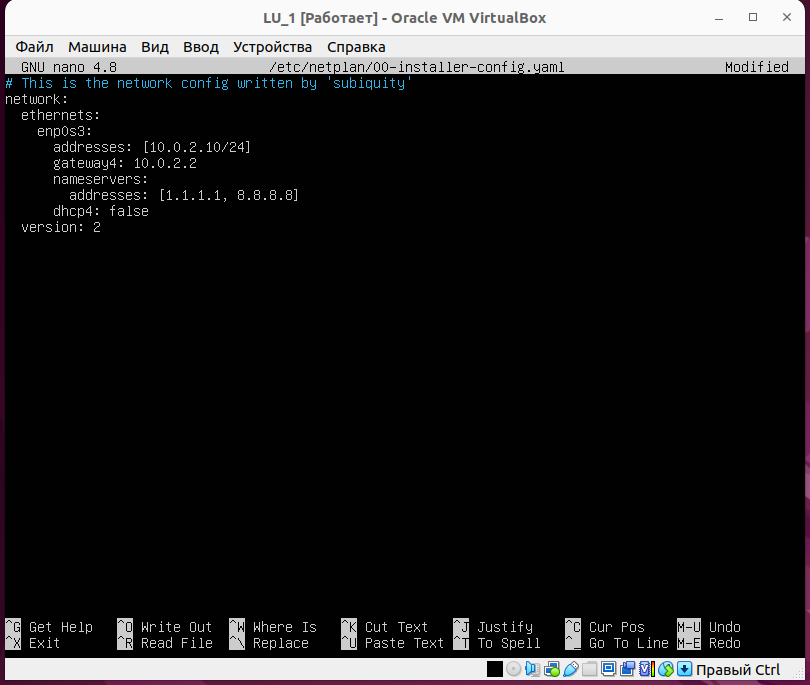 LU_1 [Работает] - Oracle VM VirtualBox
Файл Машина Вид Ввод Устройства Справка
GNU nano 4.8 /etc/netplan/00-installer-config.yaml Modified
# This is the network config written by 'subiquity'
network:
  ethernets:
    enp0s3:
      addresses: [10.0.2.10/24]
      gateway4: 10.0.2.2
      nameservers:
        addresses: [1.1.1.1, 8.8.8.8]
      dhcp4: false
  version: 2
^G Get Help ^O Write Out ^W Where Is ^K Cut Text ^J Justify ^C Cur Pos M-U Undo
^X Exit ^R Read File ^\ Replace ^U Paste Text ^T To Spell ^_ Go To Line M-E Redo
Правый Ctrl